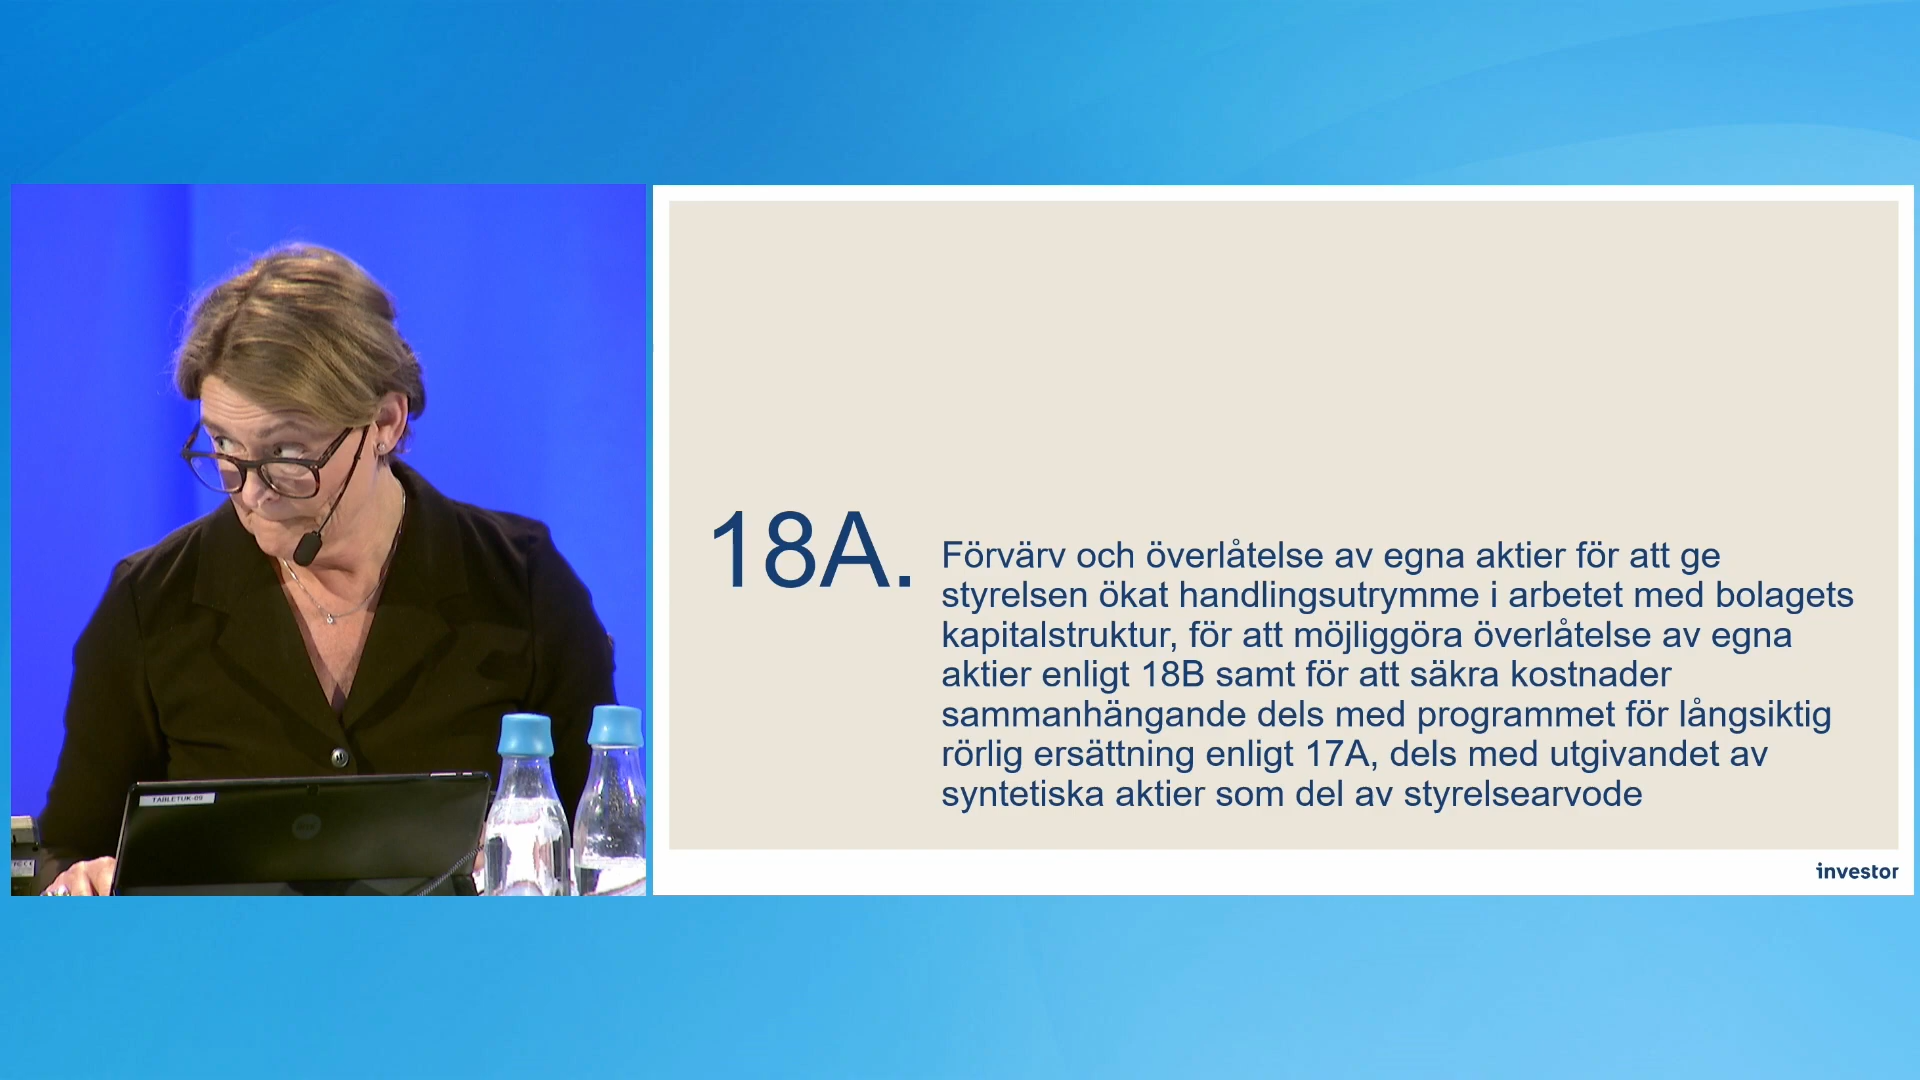 TABLETUK-09
18A.
Förvärv och överlåtelse av egna aktier för att ge
styrelsen ökat handlingsutrymme i arbetet med bolagets
kapitalstruktur, för att möjliggöra överlåtelse av egna
aktier enligt 18B samt för att säkra kostnader
sammanhängande dels med programmet för långsiktig
rörlig ersättning enligt 17A, dels med utgivandet av
syntetiska aktier som del av styrelsearvode
investor